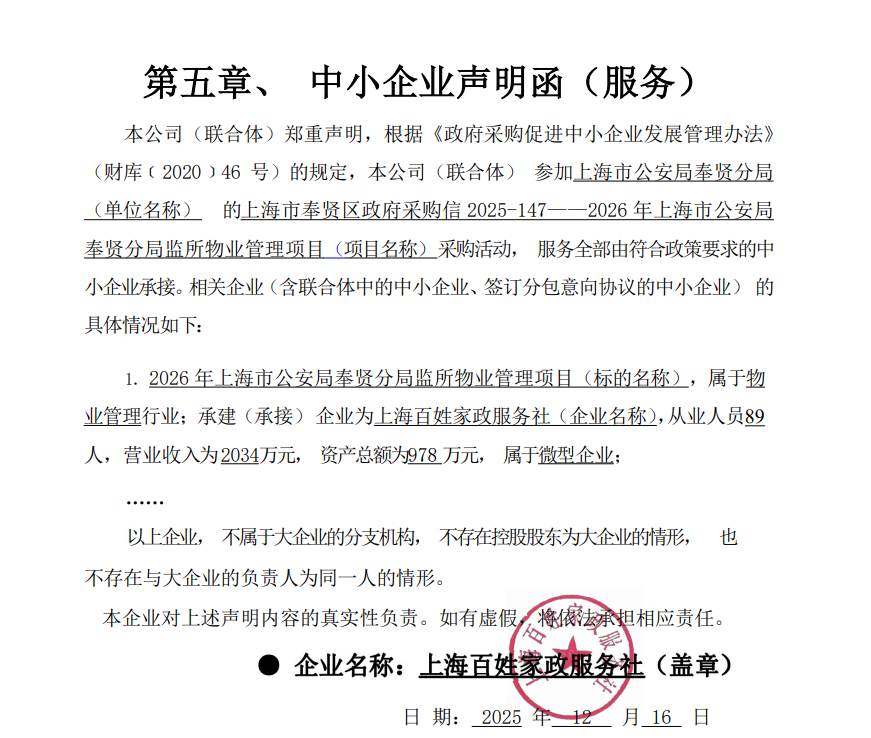 第五章、 中小企业声明函（服务）
本公司（联合体）郑重声明，根据《政府采购促进中小企业发展管理办法》
（财库﹝2020﹞46 号）的规定，本公司（联合体） 参加上海市公安局奉贤分局
（单位名称） 的上海市奉贤区政府采购信 2025-147——2026 年上海市公安局
奉贤分局监所物业管理项目（项目名称）采购活动， 服务全部由符合政策要求的中
小企业承接。相关企业（含联合体中的中小企业、签订分包意向协议的中小企业） 的
具体情况如下：
1. 2026 年上海市公安局奉贤分局监所物业管理项目（标的名称），属于物
业管理行业；承建（承接） 企业为上海百姓家政服务社（企业名称），从业人员89
人，营业收入为2034万元， 资产总额为978 万元， 属于微型企业；
……
以上企业， 不属于大企业的分支机构， 不存在控股股东为大企业的情形， 也
不存在与大企业的负责人为同一人的情形。
本企业对上述声明内容的真实性负责。如有虚假，将依法承担相应责任。
● 企业名称：上海百姓家政服务社（盖章）
上海百姓家政服务社
日 期： 2025 年 12 月 16 日